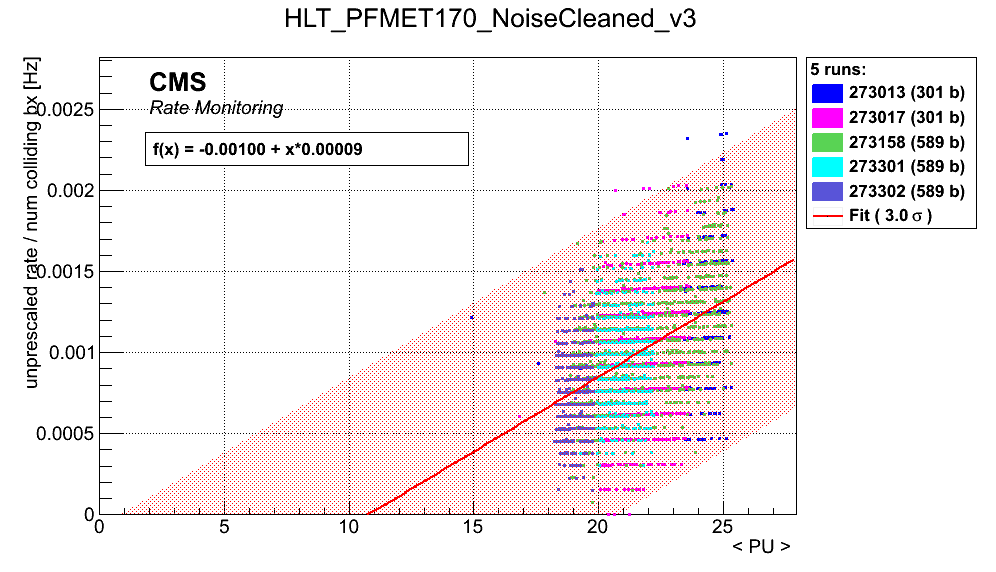 HLT_PFMET170_NoiseCleaned_v3
unprescaled rate / num colliding bx [Hz]
CMS
Rate Monitoring
f(x) = -0.00100 + x*0.00009
5 runs:
273013 (301 b)
273017 (301 b)
273158 (589 b)
273301 (589 b)
273302 (589 b)
Fit ( 3.0 σ )
0.0025
0.002
0.0015
0.001
0.0005
0
0 5 10 15 20 25
< PU >